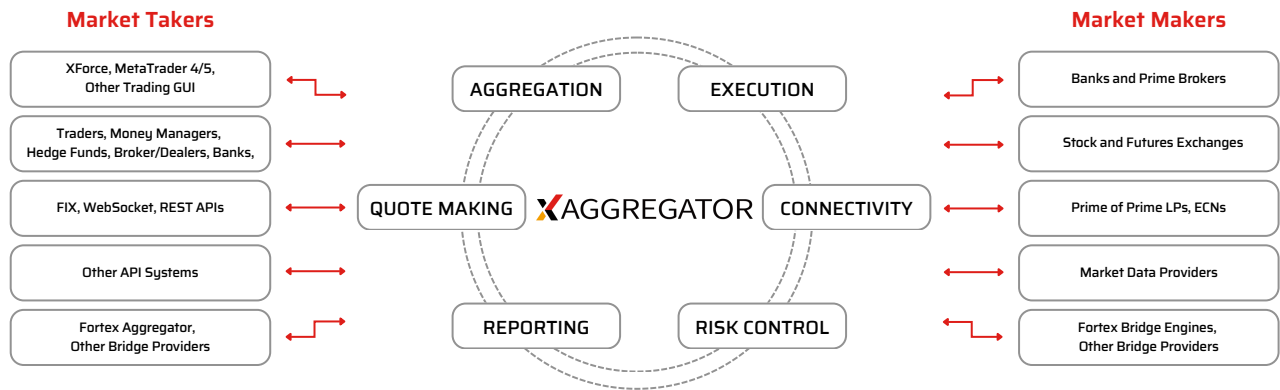 Market Takers
XForce, MetaTrader 4/5,
Other Trading GUI
Traders, Money Managers,
Hedge Funds, Broker/Dealers, Banks,
FIX, WebSocket, REST APIs
Other API Systems
Fortex Aggregator,
Other Bridge Providers
AGGREGATION
EXECUTION
QUOTE MAKING
XAGGREGATOR
CONNECTIVITY
REPORTING
RISK CONTROL
Market Makers
Banks and Prime Brokers
Stock and Futures Exchanges
Prime of Prime LPs, ECNs
Market Data Providers
Fortex Bridge Engines,
Other Bridge Providers